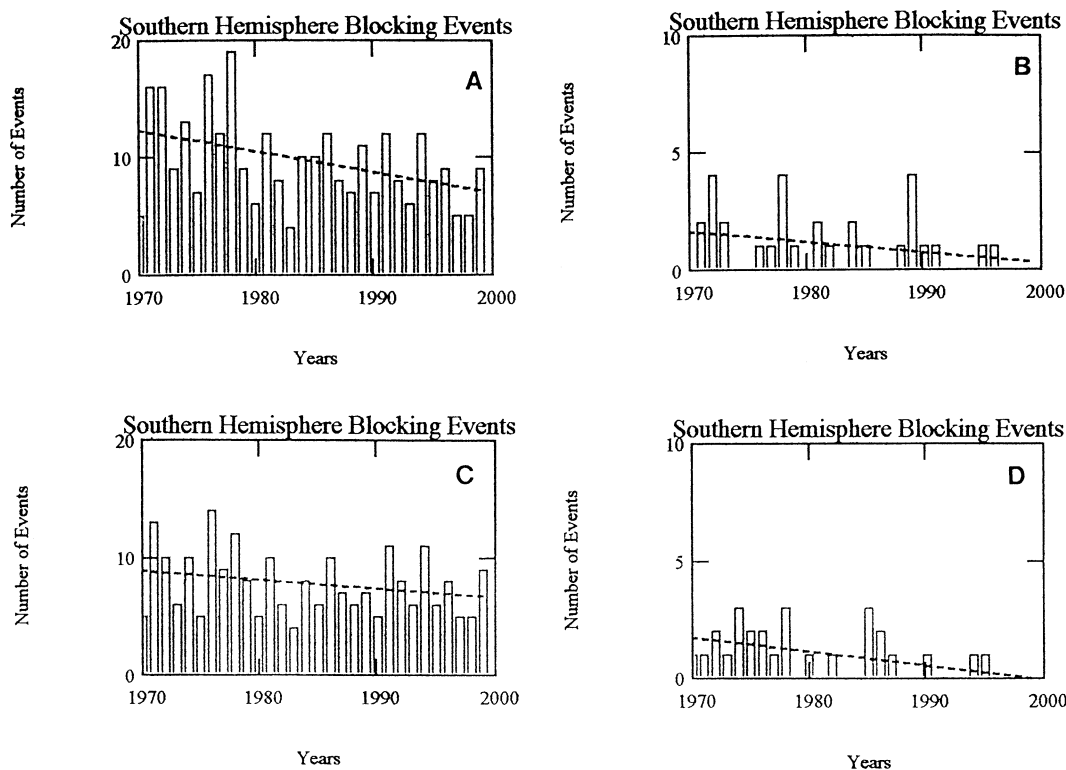 Southern Hemisphere Blocking Events
20
A
Number of Events
10
0
1970 1980 1990 2000
Years
Southern Hemisphere Blocking Events
10
B
Number of Events
5
0
1970 1980 1990 2000
Years
Southern Hemisphere Blocking Events
20
C
Number of Events
10
0
1970 1980 1990 2000
Years
Southern Hemisphere Blocking Events
10
D
Number of Events
5
0
1970 1980 1990 2000
Years